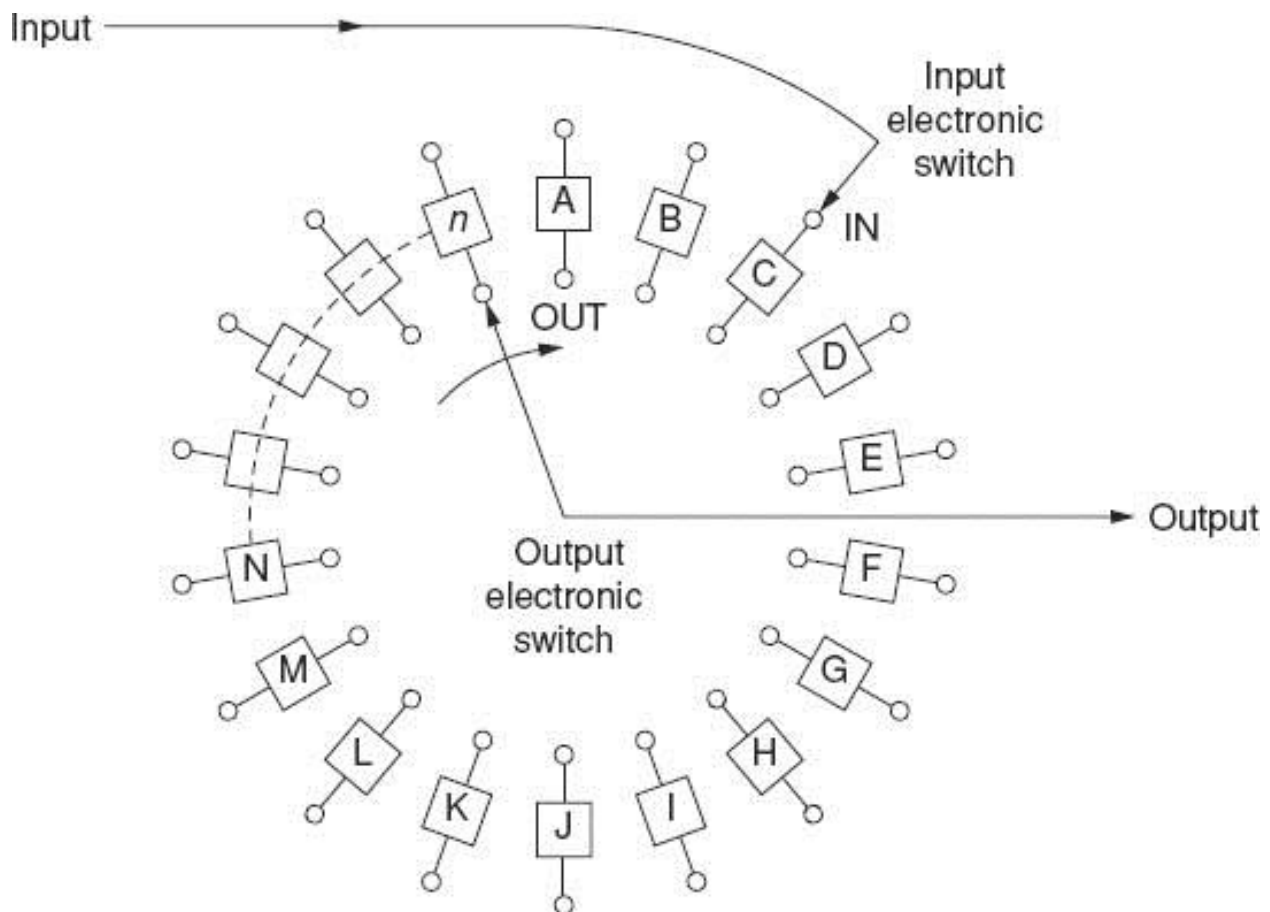 Input
Input
electronic
switch
IN
n
A
B
C
OUT
D
E
Output
N
F
Output
electronic
switch
M
G
L
H
K
J
I